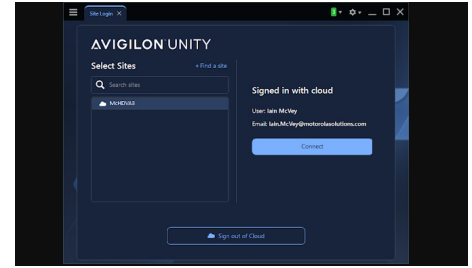 Site Login
AVIGILON UNITY
Select Sites
+ Find a site
Search sites
McHENVAS
Signed in with cloud
User: Iain McVey
Email: Iain.McVey@motorolasolutions.com
Connect
Sign out of Cloud